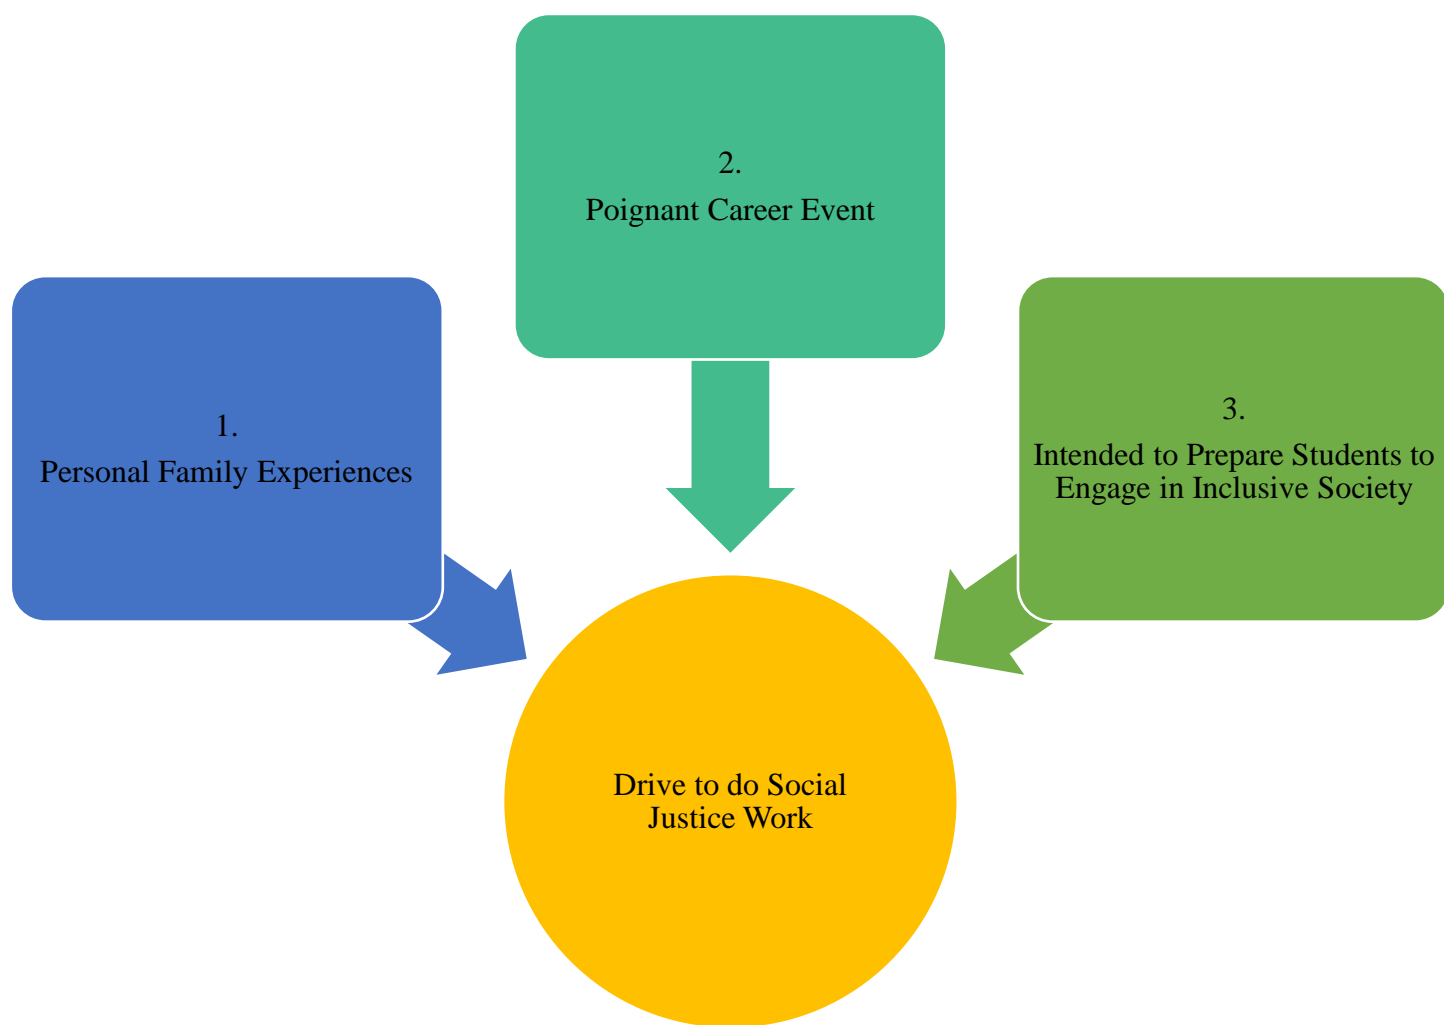 1.
Personal Family Experiences
2.
Poignant Career Event
3.
Intended to Prepare Students to
Engage in Inclusive Society
Drive to do Social
Justice Work